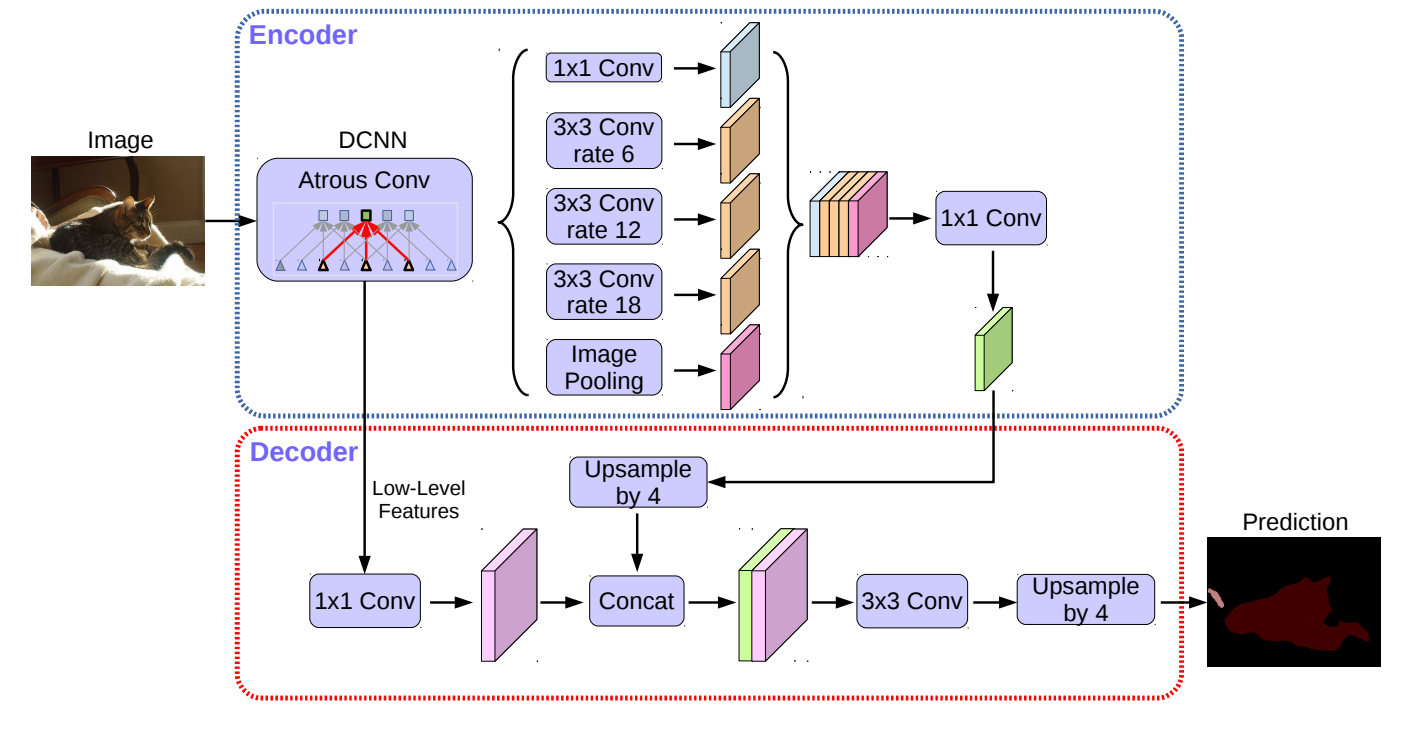 Encoder
Image
DCNN
Atrous Conv
1x1 Conv
3x3 Conv
rate 6
3x3 Conv
rate 12
3x3 Conv
rate 18
Image
Pooling
1x1 Conv
Decoder
Low-Level
Features
Upsample
by 4
1x1 Conv
Concat
3x3 Conv
Upsample
by 4
Prediction